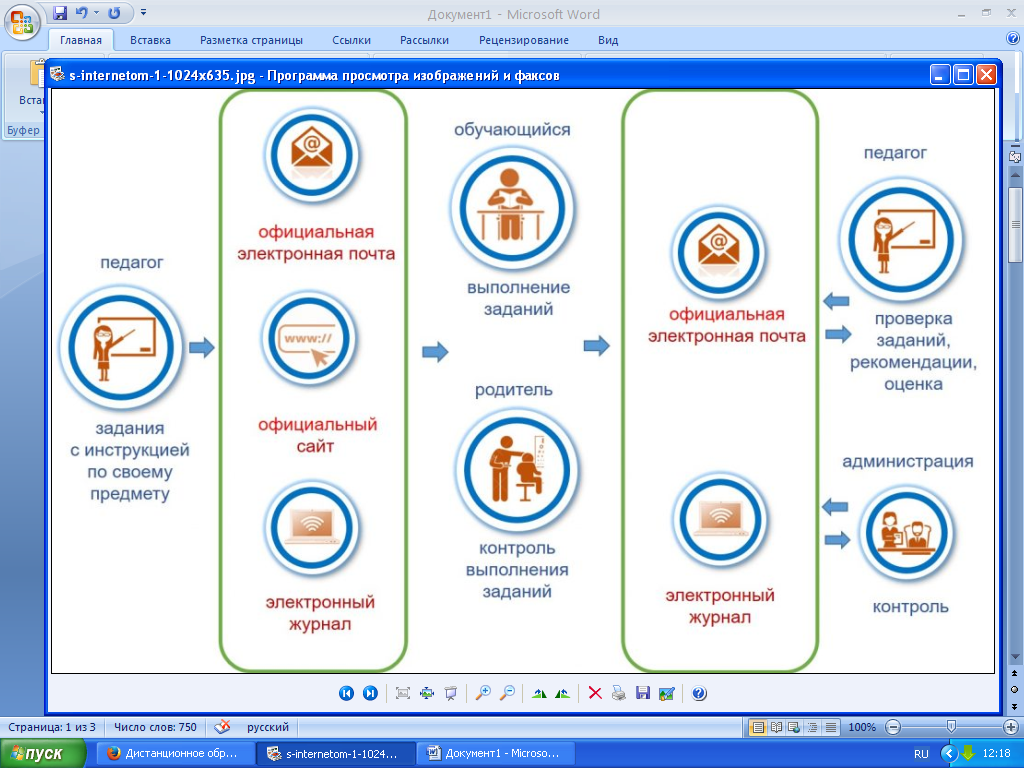 Документ1 - Microsoft Word
Главная Вставка Разметка страницы Ссылки Рассылки Рецензирование Вид
s-internetom-1-1024x635.jpg - Программа просмотра изображений и факсов
Буфер
педагог
задания
с инструкцией
по своему
предмету
@
официальная
электронная почта
www://
официальный
сайт
электронный
журнал
обучающийся
выполнение
заданий
родитель
контроль
выполнения
заданий
@
официальная
электронная почта
электронный
журнал
педагог
проверка
заданий,
рекомендации,
оценка
администрация
контроль
Страница: 1 из 3 Число слов: 750 русский 100%
пуск Дистанционное обр... s-internetom-1-1024... Документ1 - Microso... RU 12:18